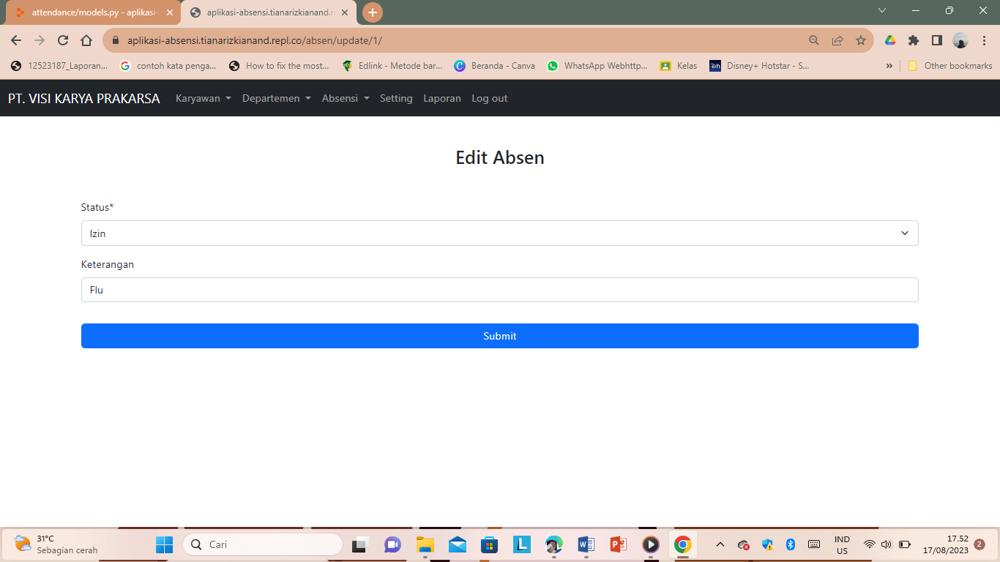 attendance/models.py - aplikasi-
aplikasi-absensi.tianarizkianand.r
aplikasi-absensi.tianarizkianand.repl.co/absen/update/1/
12523187_Laporan...
contoh kata penga...
How to fix the most...
Edlink - Metode bar...
Beranda - Canva
WhatsApp Webhttp...
Kelas
Disney+ Hotstar - S...
»
Other bookmarks
PT. VISI KARYA PRAKARSA Karyawan Departemen Absensi Setting Laporan Log out
Edit Absen
Status*
Izin
Keterangan
Flu
Submit
31°C
Sebagian cerah
Cari
IND
US
17.52
17/08/2023
2